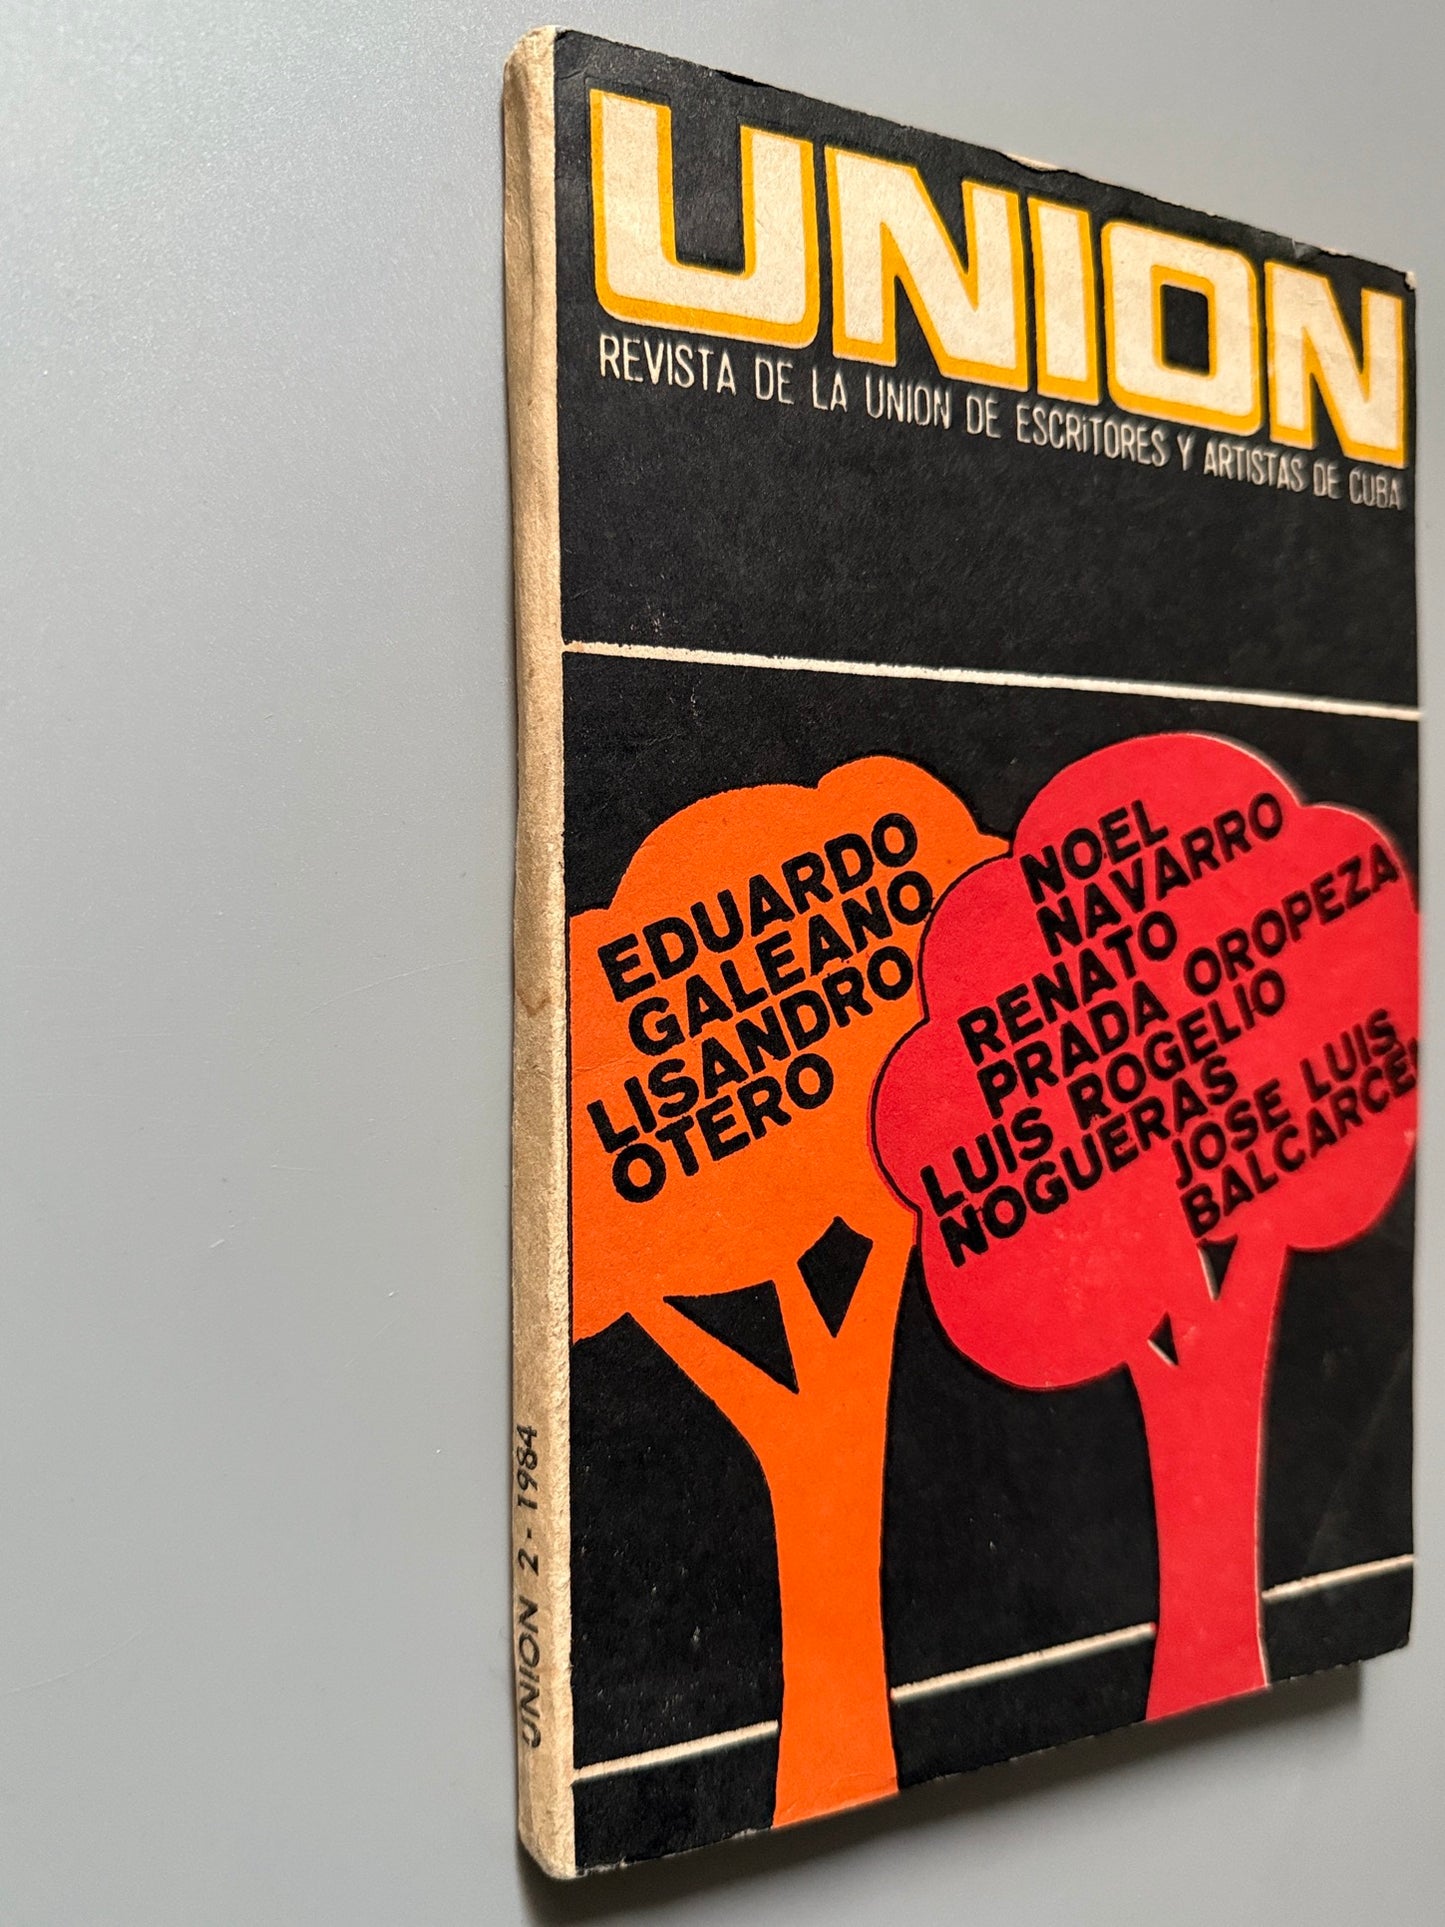 UNION
REVISTA DE LA UNION DE ESCRiTORES Y ARTISTAS DE CUBA
EDUARDO
GALEANO
LISANDRO
OTERO
NOEL
NAVARRO
RENATO
PRADA OROPEZA
LUIS ROGELIO
NOGUERAS
JOSE LUIS
UNION 2 - 1984